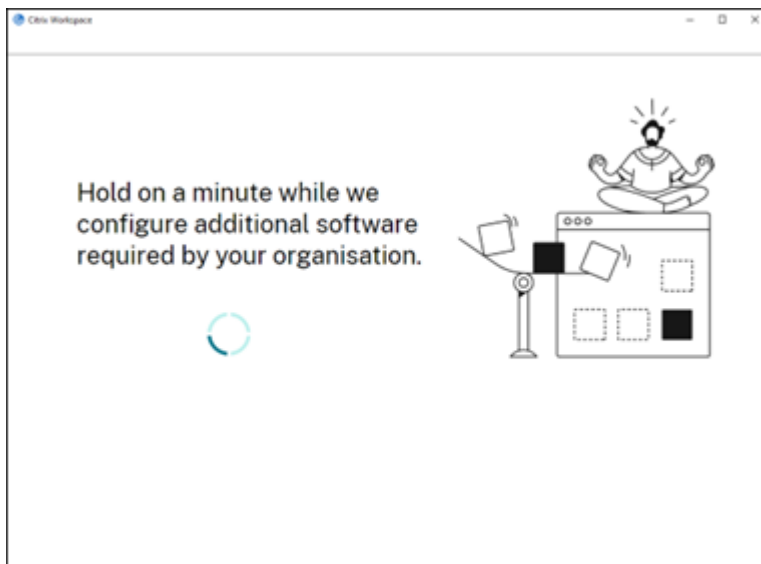 Citrix Workspace
Hold on a minute while we
configure additional software
required by your organisation.